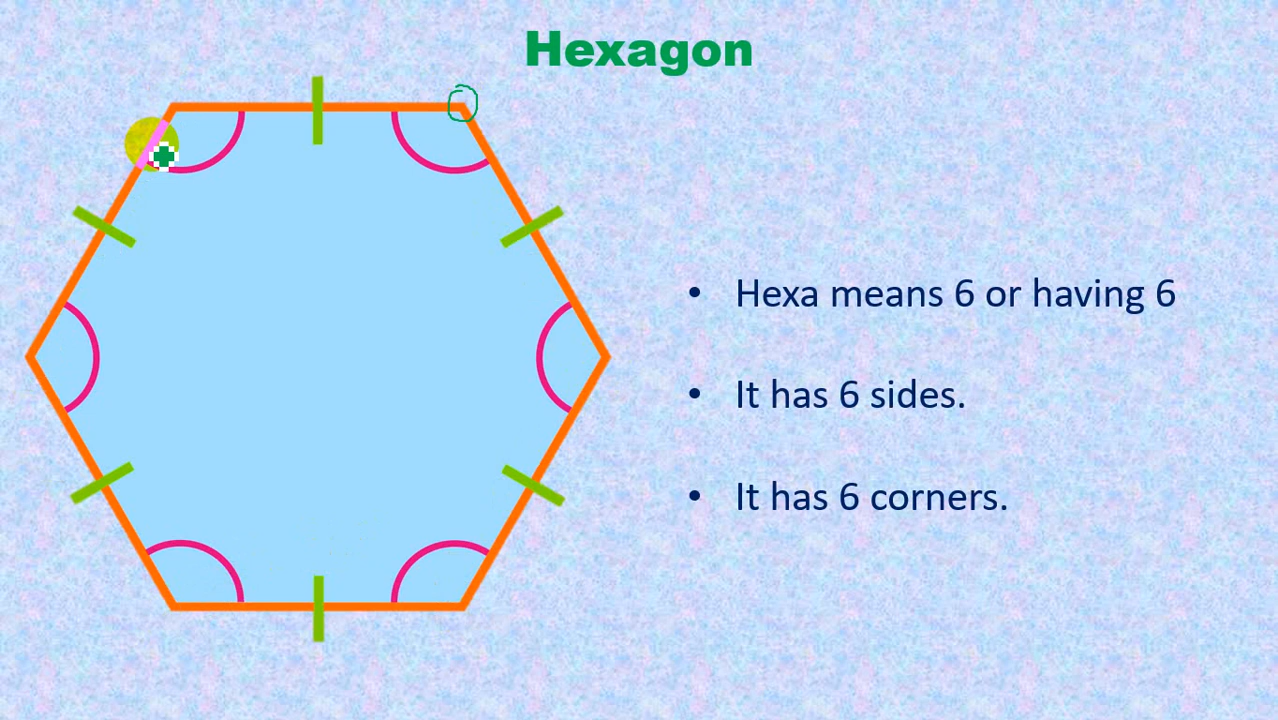 Hexagon
• Hexa means 6 or having 6
• It has 6 sides.
• It has 6 corners.